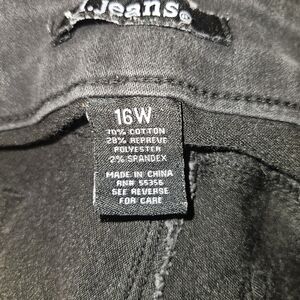 .Jeans®
16W
70% COTTON
28% REPREVE
POLYESTER
2% SPANDEX
MADE IN CHINA
RN# 55356
SEE REVERSE
FOR CARE